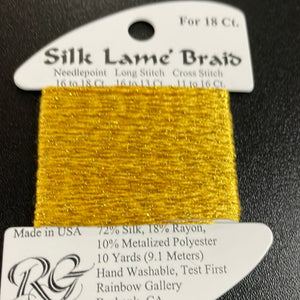 For 18 Ct.
Silk Lamé Braid
Needlepoint Long Stitch Cross Stitch
16 to 18 Ct. 16 to 13 Ct. 11 to 16 Ct.
Made in USA 72% Silk, 18% Rayon,
10% Metalized Polyester
10 Yards (9.1 Meters)
Hand Washable, Test First
Rainbow Gallery
RG